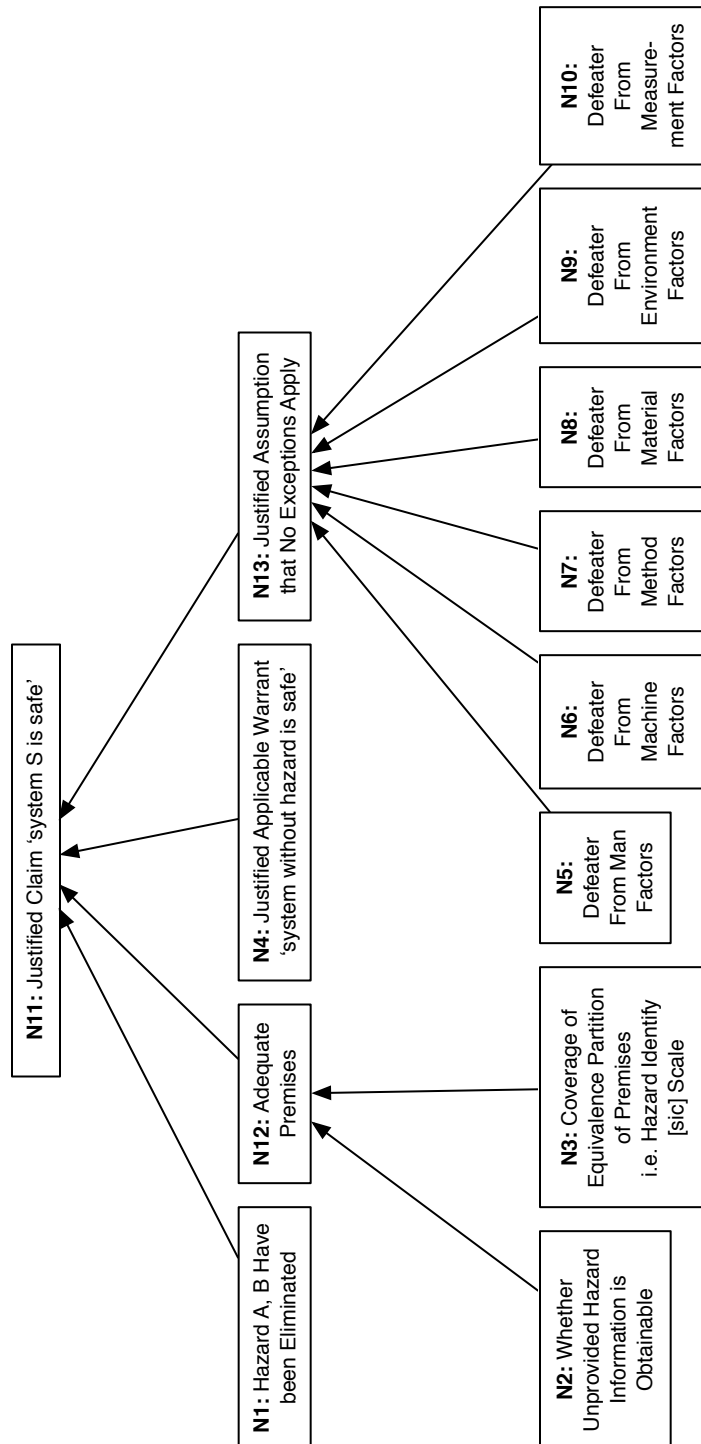 N11: Justified Claim ‘system S is safe’
N1: Hazard A, B Have
been Eliminated
N12: Adequate
Premises
N4: Justified Applicable Warrant
‘system without hazard is safe’
N13: Justified Assumption
that No Exceptions Apply
N2: Whether
Unprovided Hazard
Information is
Obtainable
N3: Coverage of
Equivalence Partition
of Premises
i.e. Hazard Identify
[sic] Scale
N5:
Defeater
From Man
Factors
N6:
Defeater
From
Machine
Factors
N7:
Defeater
From
Method
Factors
N8:
Defeater
From
Material
Factors
N9:
Defeater
From
Environment
Factors
N10:
Defeater
From
Measure-
ment Factors